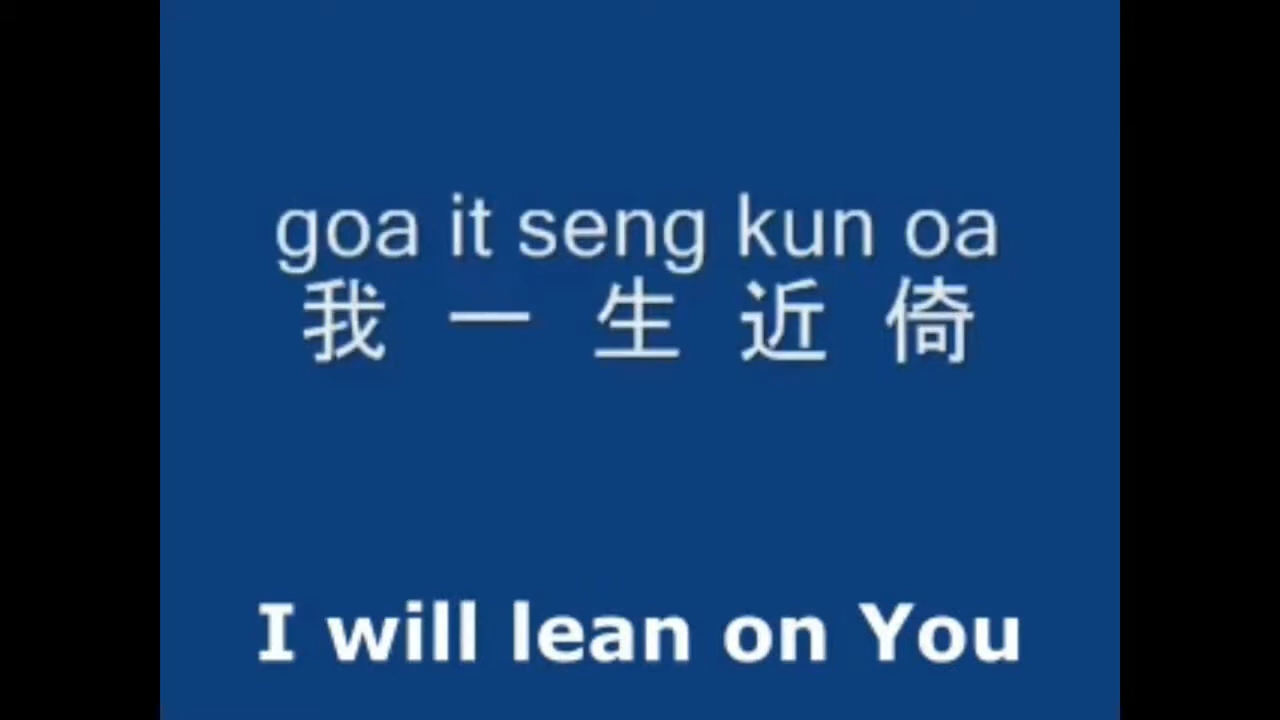 goa it seng kun oa
我 一 生 近 倚
I will lean on You